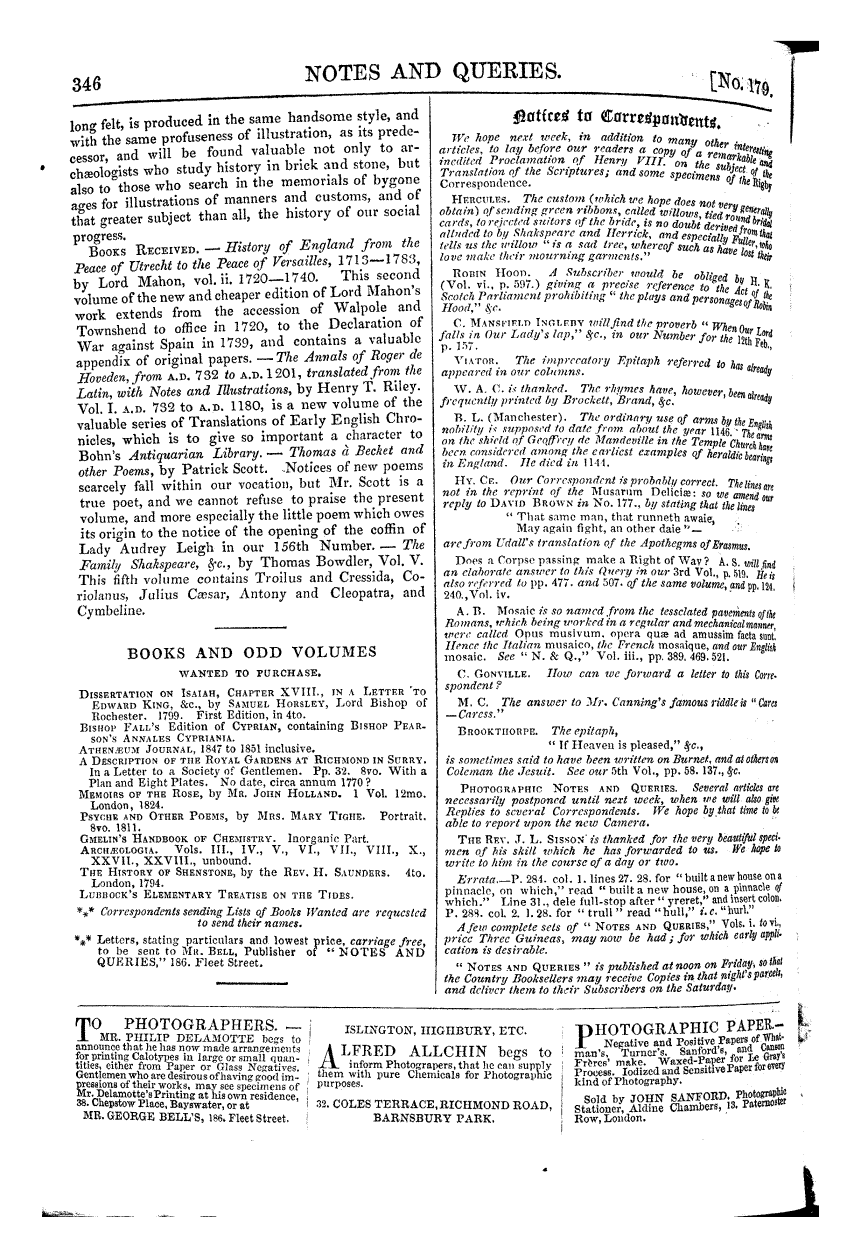 346
NOTES AND QUERIES.
[No. 179.
long felt, is produced in the same handsome style, and
with the same profuseness of illustration, as its prede-
cessor, and will be found valuable not only to ar-
chæologists who study history in brick and stone, but
also to those who search in the memorials of bygone
ages for illustrations of manners and customs, and of
that greater subject than all, the history of our social
progress.
BOOKS RECEIVED. — History of England from the
Peace of Utrecht to the Peace of Versailles, 1713—1783,
by Lord Mahon, vol. ii. 1720—1740. This second
volume of the new and cheaper edition of Lord Mahon's
work extends from the accession of Walpole and
Townshend to office in 1720, to the Declaration of
War against Spain in 1739, and contains a valuable
appendix of original papers. — The Annals of Roger de
Hoveden, from A.D. 732 to A.D. 1201, translated from the
Latin, with Notes and Illustrations, by Henry T. Riley.
Vol. I. A.D. 732 to A.D. 1180, is a new volume of the
valuable series of Translations of Early English Chro-
nicles, which is to give so important a character to
Bohn's Antiquarian Library. — Thomas à Becket and
other Poems, by Patrick Scott. Notices of new poems
scarcely fall within our vocation, but Mr. Scott is a
true poet, and we cannot refuse to praise the present
volume, and more especially the little poem which owes
its origin to the notice of the opening of the coffin of
Lady Audrey Leigh in our 156th Number. — The
Family Shakspeare, &c., by Thomas Bowdler, Vol. V.
This fifth volume contains Troilus and Cressida, Co-
riolanus, Julius Cæsar, Antony and Cleopatra, and
Cymbeline.
BOOKS AND ODD VOLUMES
WANTED TO PURCHASE.
DISSERTATION ON ISAIAH, CHAPTER XVIII., IN A LETTER TO
EDWARD KING, &c., by SAMUEL HORSLEY, Lord Bishop of
Rochester. 1799. First Edition, in 4to.
BISHOP FALL'S Edition of CYPRIAN, containing BISHOP PEAR-
SON'S ANNALES CYPRIANIA.
ATHENÆUM JOURNAL, 1847 to 1851 inclusive.
A DESCRIPTION OF THE ROYAL GARDENS AT RICHMOND IN SURRY.
In a Letter to a Society of Gentlemen. Pp. 32. 8vo. With a
Plan and Eight Plates. No date, circa annum 1770?
MEMOIRS OF THE ROSE, by MR. JOHN HOLLAND. 1 Vol. 12mo.
London, 1824.
PSYCHE AND OTHER POEMS, by MRS. MARY TIGHE. Portrait.
8vo. 1811.
GMELIN'S HANDBOOK OF CHEMISTRY. Inorganic Part.
ARCHÆOLOGIA. Vols. III., IV., V., VI., VII., VIII., X.,
XXVII., XXVIII., unbound.
THE HISTORY OF SHENSTONE, by the REV. H. SAUNDERS. 4to.
London, 1794.
LUBBOCK'S ELEMENTARY TREATISE ON THE TIDES.
*** Correspondents sending Lists of Books Wanted are requested
to send their names.
*** Letters, stating particulars and lowest price, carriage free,
to be sent to MR. BELL, Publisher of "NOTES AND
QUERIES," 186. Fleet Street.
Notices to Correspondents.
We hope next week, in addition to many other interesting
articles, to lay before our readers a copy of a remarkable and
inedited Proclamation of Henry VIII. on the subject of the
Translation of the Scriptures; and some specimens of the Rigby
Correspondence.
HERCULES. The custom (which we hope does not very generally
obtain) of sending green ribbons, called willows, tied round bridal
cards, to rejected suitors of the bride, is no doubt derived from that
alluded to by Shakspeare and Herrick, and especially Fuller, who
tells us the willow "is a sad tree, whereof such as have lost their
love make their mourning garments."
ROBIN HOOD. A Subscriber would be obliged by H. K.
(Vol. vi., p. 597.) giving a precise reference to the Act of the
Scotch Parliament prohibiting "the plays and personages of Robin
Hood," &c.
C. MANSFIELD INGLEBY will find the proverb "When Our Lord
falls in Our Lady's lap," &c., in our Number for the 12th Feb.,
p. 157.
VIATOR. The imprecatory Epitaph referred to has already
appeared in our columns.
W. A. C. is thanked. The rhymes have, however, been already
frequently printed by Brockett, Brand, &c.
B. L. (Manchester). The ordinary use of arms by the English
nobility is supposed to date from about the year 1146. The arms
on the shield of Geoffrey de Mandeville in the Temple Church have
been considered among the earliest examples of heraldic bearings
in England. He died in 1144.
HY. CE. Our Correspondent is probably correct. The lines are
not in the reprint of the Musarum Deliciæ: so we amend our
reply to DAVID BROWN in No. 177., by stating that the lines
"That same man, that runneth awaie,
May again fight, an other daie"—
are from Udall's translation of the Apothegms of Erasmus.
Does a Corpse passing make a Right of Way? A. S. will find
an elaborate answer to this Query in our 3rd Vol., p. 519. He is
also referred to pp. 477. and 507. of the same volume, and pp. 124.
240., Vol. iv.
A. B. Mosaic is so named from the tesselated pavements of the
Romans, which being worked in a regular and mechanical manner,
were called Opus musivum, opera quæ ad amussim facta sunt.
Hence the Italian musaico, the French mosaique, and our English
mosaic. See "N. & Q.," Vol. iii., pp. 389. 469. 521.
C. GONVILLE. How can we forward a letter to this Corre-
spondent?
M. C. The answer to Mr. Canning's famous riddle is "Cares
—Caress."
BROOKTHORPE. The epitaph,
"If Heaven is pleased," &c.,
is sometimes said to have been written on Burnet, and at others on
Coleman the Jesuit. See our 5th Vol., pp. 58. 137., &c.
PHOTOGRAPHIC NOTES AND QUERIES. Several articles are
necessarily postponed until next week, when we will also give
Replies to several Correspondents. We hope by that time to be
able to report upon the new Camera.
THE REV. J. L. SISSON is thanked for the very beautiful speci-
men of his skill which he has forwarded to us. We hope to
write to him in the course of a day or two.
Errata.—P. 284. col. 1. lines 27. 28. for "built a new house on a
pinnacle, on which," read "built a new house, on a pinnacle of
which." Line 31., dele full-stop after "yreret," and insert colon.
P. 288. col. 2. l. 28. for "trull" read "hull," i. e. "hurl."
A few complete sets of "NOTES AND QUERIES," Vols. i. to vi.,
price Three Guineas, may now be had; for which early appli-
cation is desirable.
"NOTES AND QUERIES" is published at noon on Friday, so that
the Country Booksellers may receive Copies in that night's parcels,
and deliver them to their Subscribers on the Saturday.
TO PHOTOGRAPHERS. —
MR. PHILIP DELAMOTTE begs to
announce that he has now made arrangements
for printing Calotypes in large or small quan-
tities, either from Paper or Glass Negatives.
Gentlemen who are desirous of having good im-
pressions of their works, may see specimens of
Mr. Delamotte's Printing at his own residence,
38. Chepstow Place, Bayswater, or at
MR. GEORGE BELL'S, 186. Fleet Street.
ISLINGTON, HIGHBURY, ETC.
ALFRED ALLCHIN begs to
inform Photograpers, that he can supply
them with pure Chemicals for Photographic
purposes.
32. COLES TERRACE, RICHMOND ROAD,
BARNSBURY PARK.
PHOTOGRAPHIC PAPER.—
Negative and Positive Papers of What-
man's, Turner's, Sanford's, and Canson
Frères' make. Waxed-Paper for Le Gray's
Process. Iodized and Sensitive Paper for every
kind of Photography.
Sold by JOHN SANFORD, Photographic
Stationer, Aldine Chambers, 13. Paternoster
Row, London.